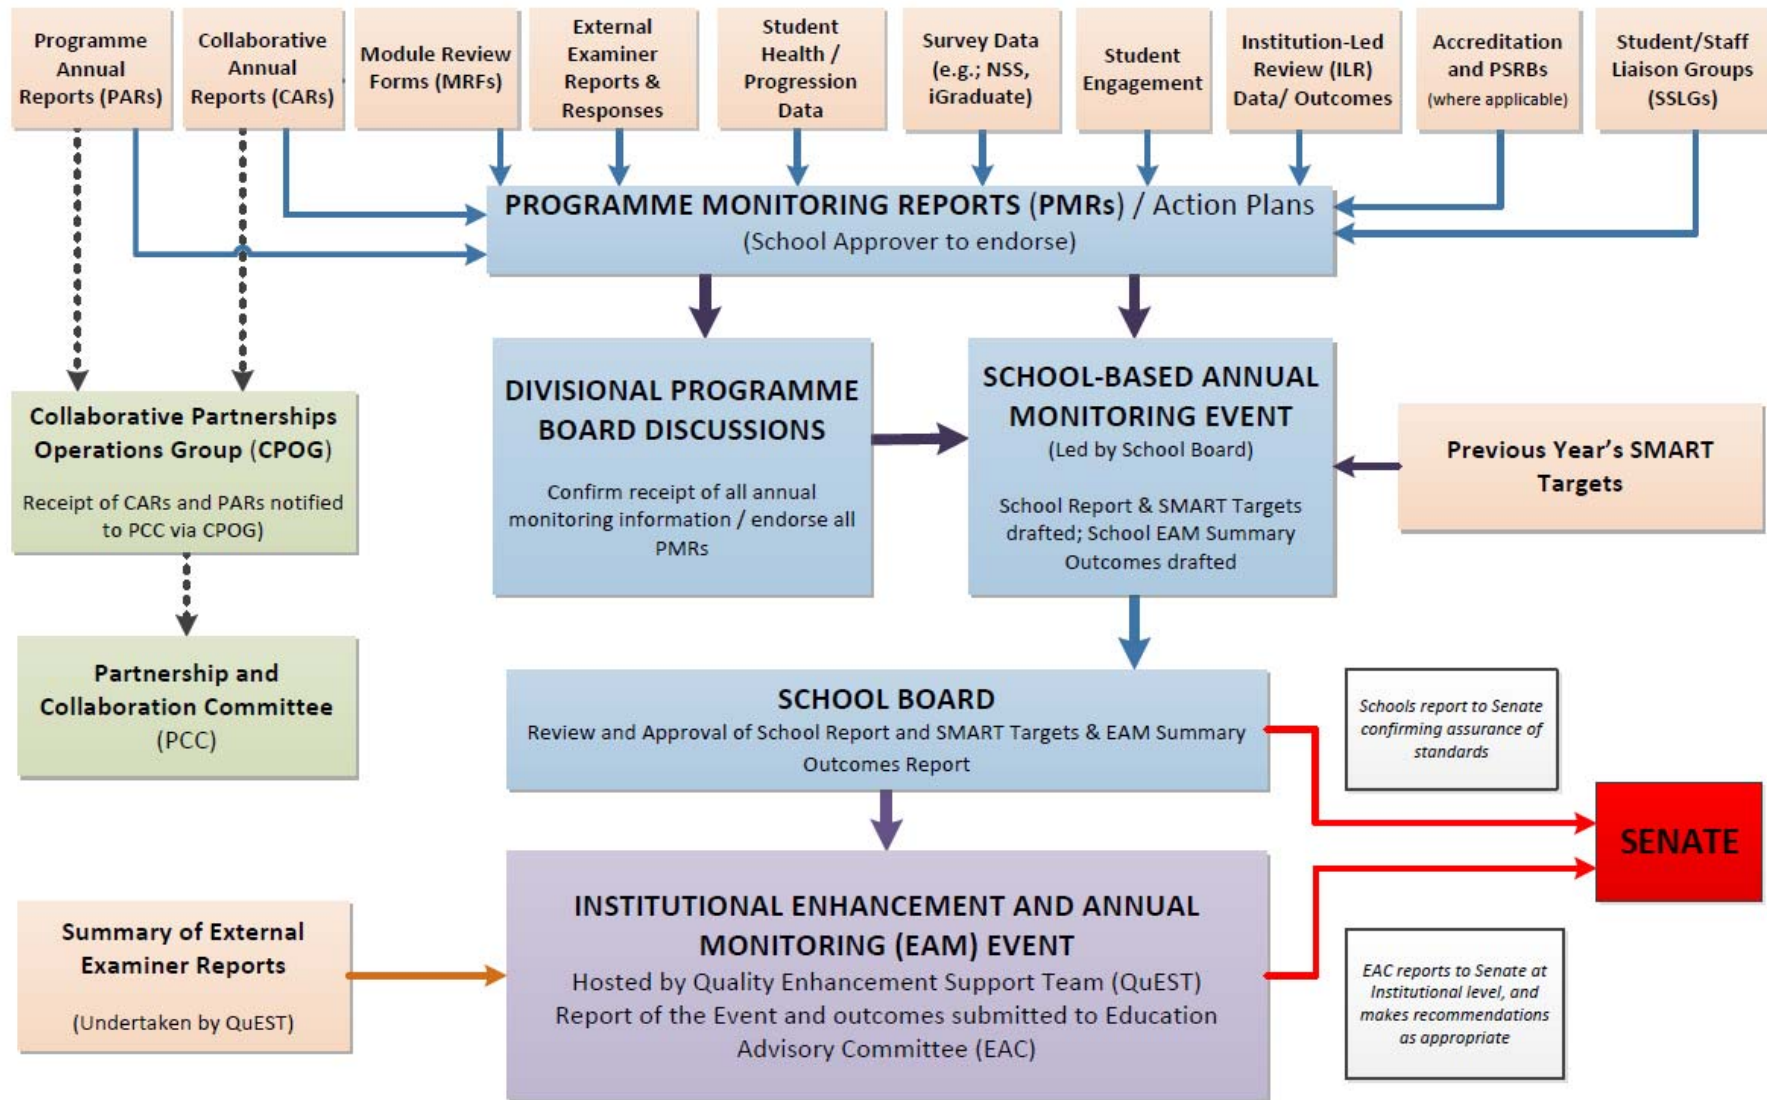 Programme
Annual
Reports (PARs)
Collaborative
Annual
Reports (CARs)
Module Review
Forms (MRFs)
External
Examiner
Reports &
Responses
Student
Health /
Progression
Data
Survey Data
(e.g.; NSS,
iGraduate)
Student
Engagement
Institution-Led
Review (ILR)
Data/ Outcomes
Accreditation
and PSRBs
(where applicable)
Student/Staff
Liaison Groups
(SSLGs)
PROGRAMME MONITORING REPORTS (PMRs) / Action Plans
(School Approver to endorse)
Collaborative Partnerships
Operations Group (CPOG)
Receipt of CARs and PARs notified
to PCC via CPOG)
DIVISIONAL PROGRAMME
BOARD DISCUSSIONS
Confirm receipt of all annual
monitoring information / endorse all
PMRs
SCHOOL-BASED ANNUAL
MONITORING EVENT
(Led by School Board)
School Report & SMART Targets
drafted; School EAM Summary
Outcomes drafted
Previous Year's SMART
Targets
Partnership and
Collaboration Committee
(PCC)
SCHOOL BOARD
Review and Approval of School Report and SMART Targets & EAM Summary
Outcomes Report
Schools report to Senate
confirming assurance of
standards
SENATE
Summary of External
Examiner Reports
(Undertaken by QuEST)
INSTITUTIONAL ENHANCEMENT AND ANNUAL
MONITORING (EAM) EVENT
Hosted by Quality Enhancement Support Team (QuEST)
Report of the Event and outcomes submitted to Education
Advisory Committee (EAC)
EAC reports to Senate at
Institutional level, and
makes recommendations
as appropriate